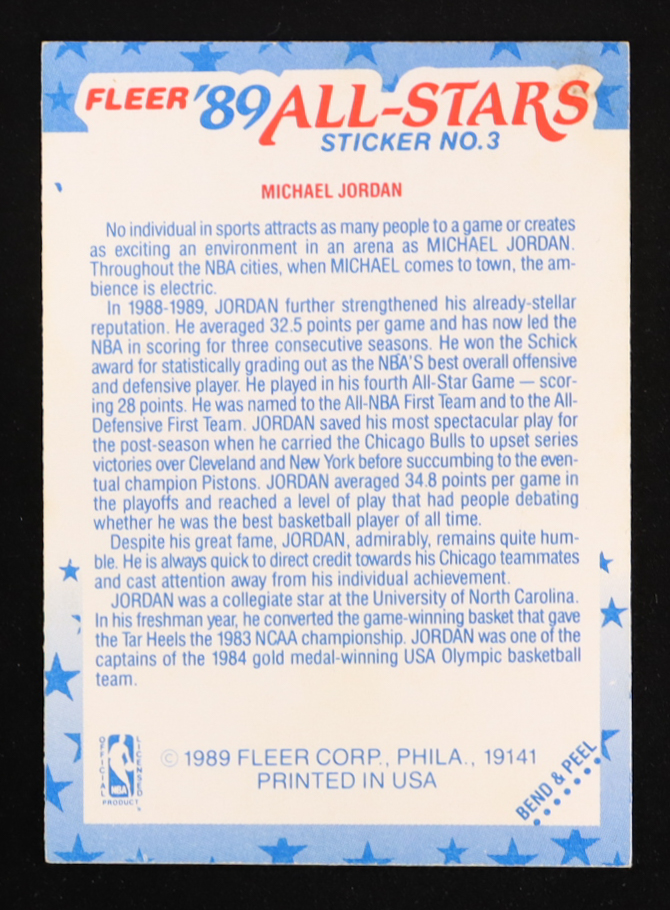 FLEER '89 ALL-STARS
STICKER NO.3
MICHAEL JORDAN
No individual in sports attracts as many people to a game or creates
as exciting an environment in an arena as MICHAEL JORDAN.
Throughout the NBA cities, when MICHAEL comes to town, the am-
bience is electric.
In 1988-1989, JORDAN further strengthened his already-stellar
reputation. He averaged 32.5 points per game and has now led the
NBA in scoring for three consecutive seasons. He won the Schick
award for statistically grading out as the NBA'S best overall offensive
and defensive player. He played in his fourth All-Star Game — scor-
ing 28 points. He was named to the All-NBA First Team and to the All-
Defensive First Team. JORDAN saved his most spectacular play for
the post-season when he carried the Chicago Bulls to upset series
victories over Cleveland and New York before succumbing to the even-
tual champion Pistons. JORDAN averaged 34.8 points per game in
the playoffs and reached a level of play that had people debating
whether he was the best basketball player of all time.
Despite his great fame, JORDAN, admirably, remains quite hum-
ble. He is always quick to direct credit towards his Chicago teammates
and cast attention away from his individual achievement.
JORDAN was a collegiate star at the University of North Carolina.
In his freshman year, he converted the game-winning basket that gave
the Tar Heels the 1983 NCAA championship. JORDAN was one of the
captains of the 1984 gold medal-winning USA Olympic basketball
team.
OFFICIAL
LICENSED
NBA
PRODUCT
© 1989 FLEER CORP., PHILA., 19141
PRINTED IN USA
BEND & PEEL